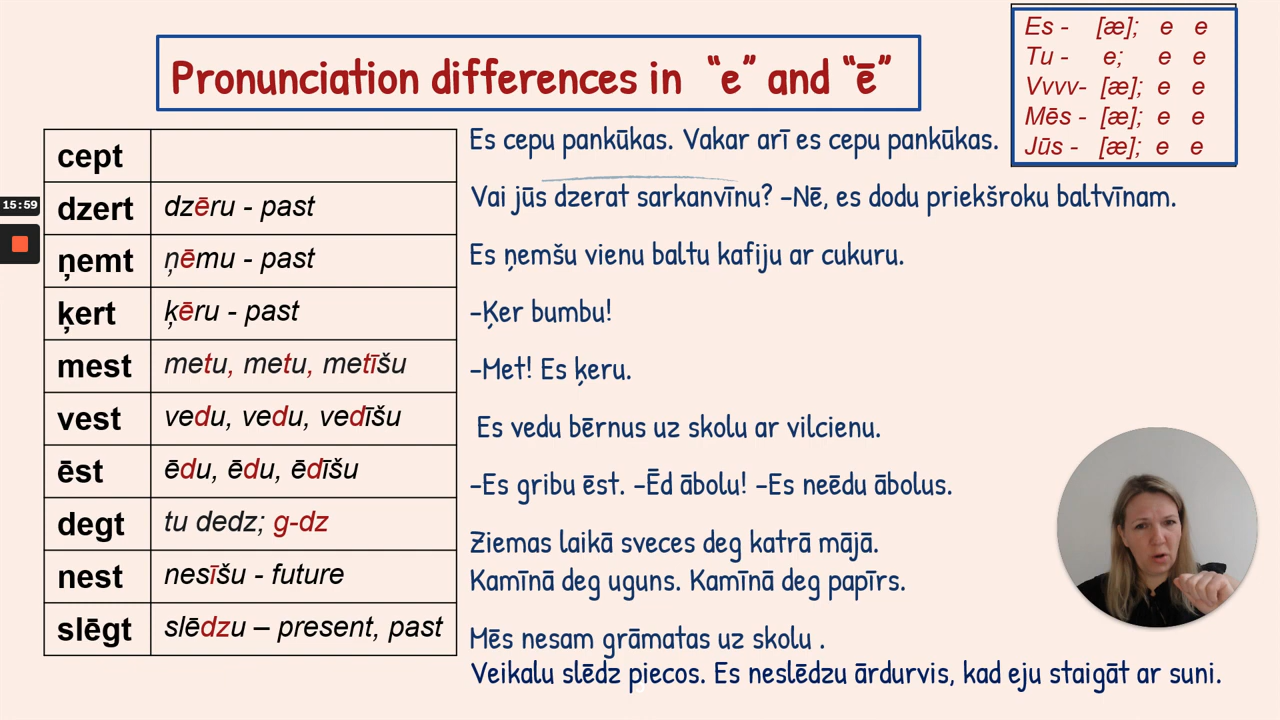 Pronunciation differences in “e” and “ē”
Es - [æ]; e e
Tu - e; e e
Vvvv- [æ]; e e
Mēs - [æ]; e e
Jūs - [æ]; e e
15:59
cept
dzert dzēru - past
ņemt ņēmu - past
ķert ķēru - past
mest metu, metu, metīšu
vest vedu, vedu, vedīšu
ēst ēdu, ēdu, ēdīšu
degt tu dedz; g-dz
nest nesīšu - future
slēgt slēdzu – present, past
Es cepu pankūkas. Vakar arī es cepu pankūkas.
Vai jūs dzerat sarkanvīnu? –Nē, es dodu priekšroku baltvīnam.
Es ņemšu vienu baltu kafiju ar cukuru.
–Ķer bumbu!
–Met! Es ķeru.
Es vedu bērnus uz skolu ar vilcienu.
–Es gribu ēst. –Ēd ābolu! –Es neēdu ābolus.
Ziemas laikā sveces deg katrā mājā.
Kamīnā deg uguns. Kamīnā deg papīrs.
Mēs nesam grāmatas uz skolu .
Veikalu slēdz piecos. Es neslēdzu ārdurvis, kad eju staigāt ar suni.